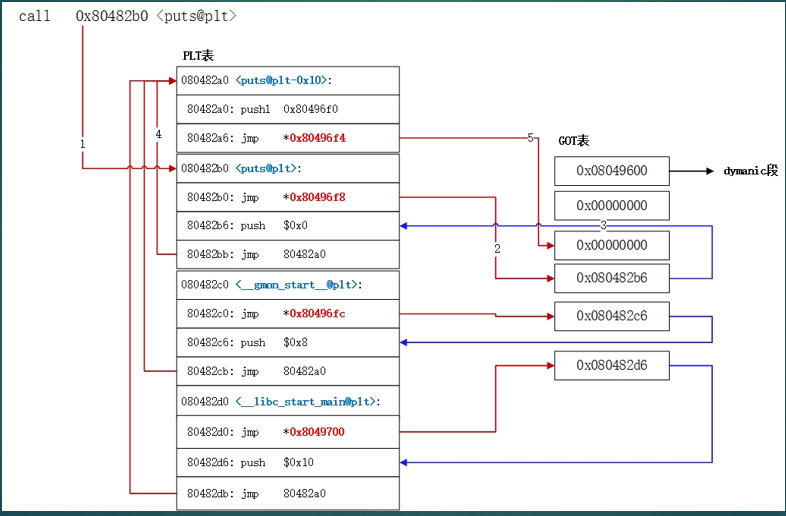 call 0x80482b0 <puts@plt>
PLT表
080482a0 <puts@plt-0x10>:
80482a0: pushl 0x80496f0
80482a6: jmp *0x80496f4
080482b0 <puts@plt>:
80482b0: jmp *0x80496f8
80482b6: push $0x0
80482bb: jmp 80482a0
080482c0 <__gmon_start__@plt>:
80482c0: jmp *0x80496fc
80482c6: push $0x8
80482cb: jmp 80482a0
080482d0 <__libc_start_main@plt>:
80482d0: jmp *0x8049700
80482d6: push $0x10
80482db: jmp 80482a0
1
4
5
2
3
GOT表
0x08049600
dymanic段
0x00000000
0x00000000
0x080482b6
0x080482c6
0x080482d6